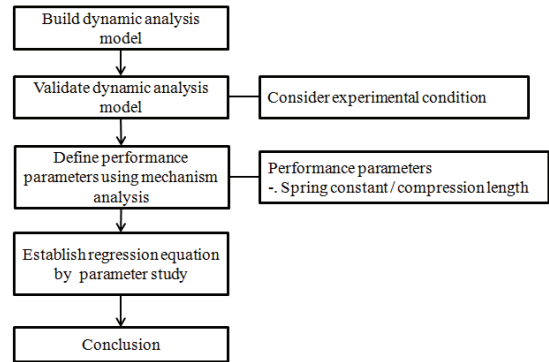 Build dynamic analysis
model
Validate dynamic analysis
model
Consider experimental condition
Define performance
parameters using mechanism
analysis
Performance parameters
-. Spring constant / compression length
Establish regression equation
by parameter study
Conclusion